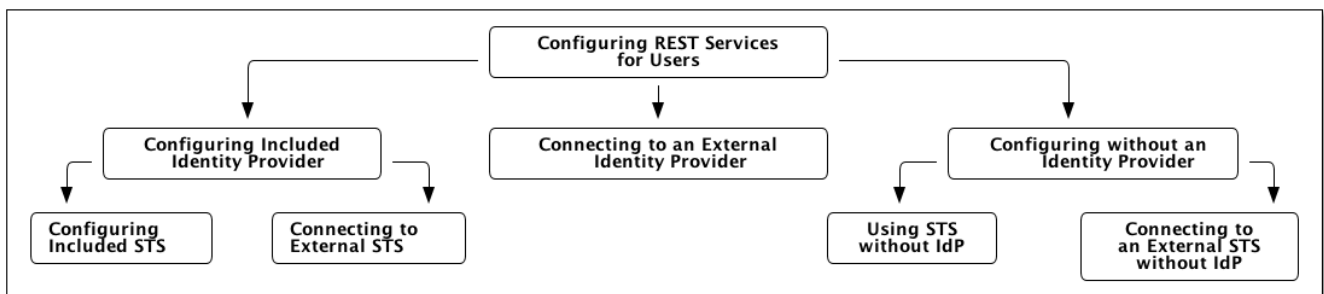 Configuring REST Services
for Users
Configuring Included
Identity Provider
Connecting to an External
Identity Provider
Configuring without an
Identity Provider
Configuring
Included STS
Connecting to
External STS
Using STS
without IdP
Connecting to
an External STS
without IdP